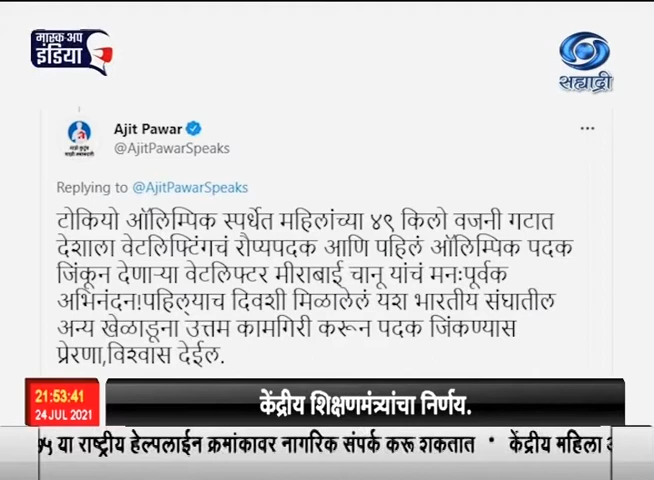 मास्क अप
इंडिया
सह्याद्री
Ajit Pawar
@AjitPawarSpeaks
Replying to @AjitPawarSpeaks
टोकियो ऑलिम्पिक स्पर्धेत महिलांच्या ४९ किलो वजनी गटात
देशाला वेटलिफ्टिंगचं रौप्यपदक आणि पहिलं ऑलिम्पिक पदक
जिंकून देणाऱ्या वेटलिफ्टर मीराबाई चानू यांचं मनःपूर्वक
अभिनंदन!पहिल्याच दिवशी मिळालेलं यश भारतीय संघातील
अन्य खेळाडूना उत्तम कामगिरी करून पदक जिंकण्यास
प्रेरणा,विश्वास देईल.
21:53:41
केंद्रीय शिक्षणमंत्र्यांचा निर्णय.
24 JUL 2021
या राष्ट्रीय हेल्पलाईन क्रमांकावर नागरिक संपर्क करू शकतात * केंद्रीय महिला